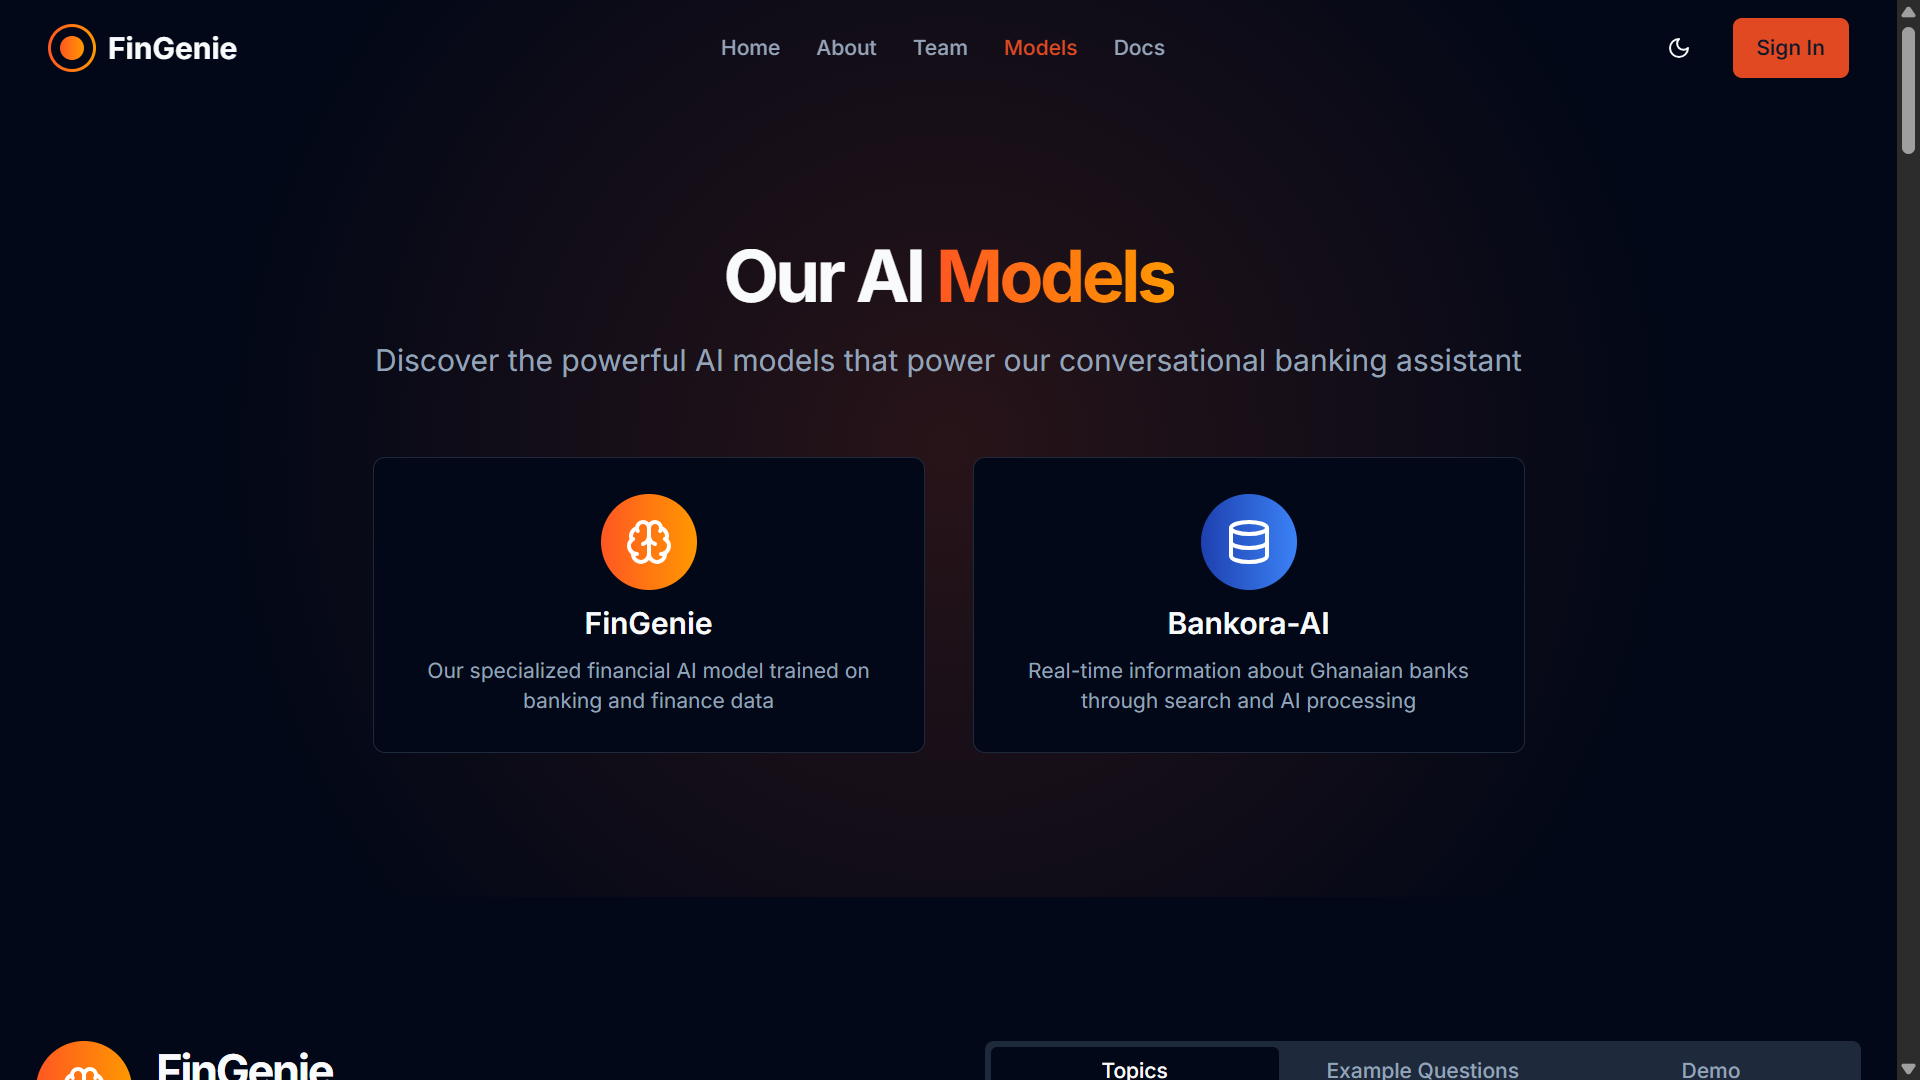 FinGenie
Home
About
Team
Models
Docs
Sign In
Our AI Models
Discover the powerful AI models that power our conversational banking assistant
FinGenie
Our specialized financial AI model trained on
banking and finance data
Bankora-AI
Real-time information about Ghanaian banks
through search and AI processing
FinGenie
Topics
Example Questions
Demo